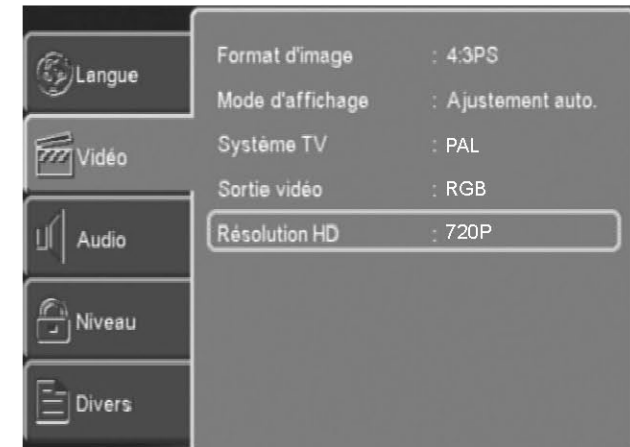 Langue
Vidéo
Audio
Niveau
Divers
Format d'image : 4:3PS
Mode d'affichage : Ajustement auto.
Système TV : PAL
Sortie vidéo : RGB
Résolution HD : 720P